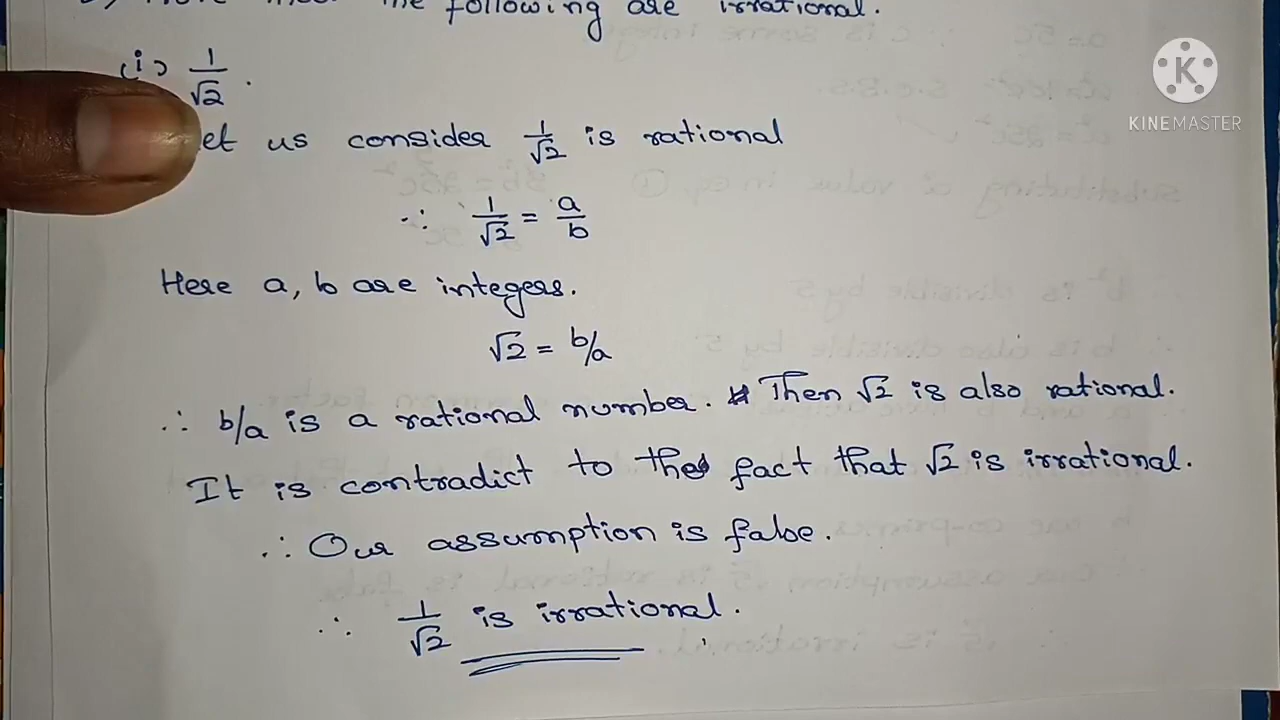 the following are irrational.
(i) 1/√2 .
et us consider 1/√2 is rational
∴ 1/√2 = a/b
Here a, b are integers.
√2 = b/a
∴ b/a is a rational number. Then √2 is also rational.
It is contradict to the fact that √2 is irrational.
∴ Our assumption is false.
∴ 1/√2 is irrational.
K
KINEMASTER